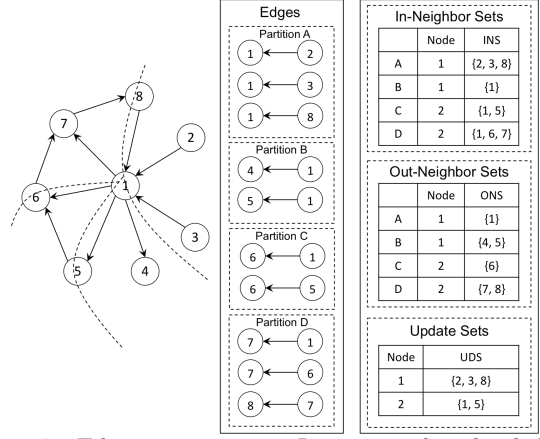 8
7
2
1
6
3
5
4
Edges
Partition A
1 2
1 3
1 8
Partition B
4 1
5 1
Partition C
6 1
6 5
Partition D
7 1
7 6
8 7
In-Neighbor Sets
Node INS
A 1 {2, 3, 8}
B 1 {1}
C 2 {1, 5}
D 2 {1, 6, 7}
Out-Neighbor Sets
Node ONS
A 1 {1}
B 1 {4, 5}
C 2 {6}
D 2 {7, 8}
Update Sets
Node UDS
1 {2, 3, 8}
2 {1, 5}